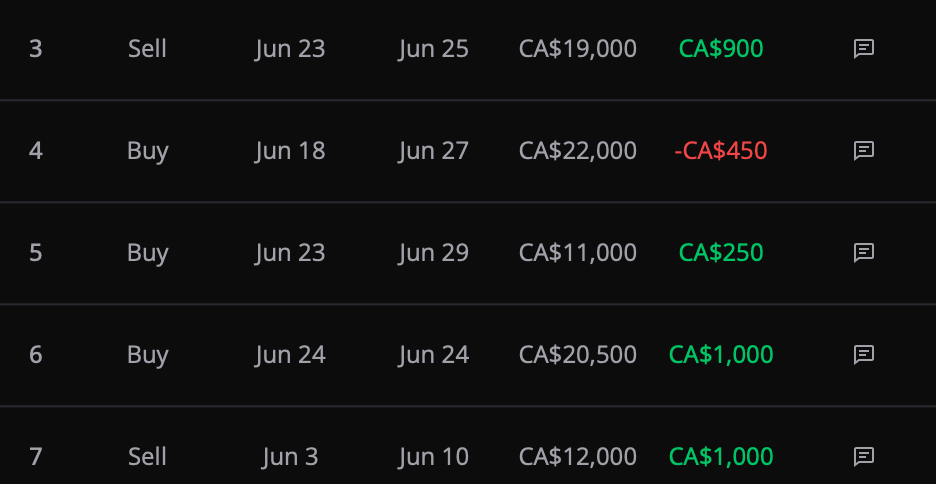 3 Sell Jun 23 Jun 25 CA$19,000 CA$900
4 Buy Jun 18 Jun 27 CA$22,000 -CA$450
5 Buy Jun 23 Jun 29 CA$11,000 CA$250
6 Buy Jun 24 Jun 24 CA$20,500 CA$1,000
7 Sell Jun 3 Jun 10 CA$12,000 CA$1,000